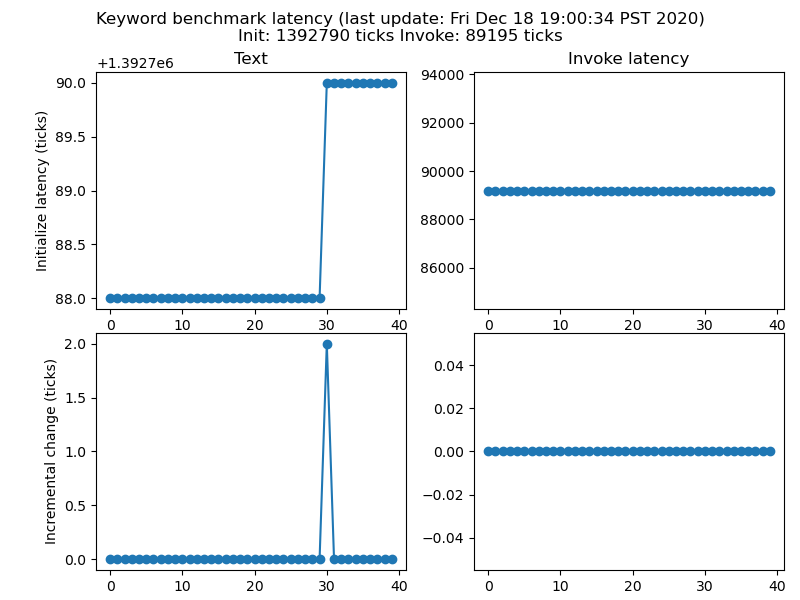 Keyword benchmark latency (last update: Fri Dec 18 19:00:34 PST 2020)
Init: 1392790 ticks Invoke: 89195 ticks
Text
+1.3927e6
Initialize latency (ticks)
90.0
89.5
89.0
88.5
88.0
0 10 20 30 40
Invoke latency
94000
92000
90000
88000
86000
0 10 20 30 40
Incremental change (ticks)
2.0
1.5
1.0
0.5
0.0
0 10 20 30 40
0.04
0.02
0.00
−0.02
−0.04
0 10 20 30 40